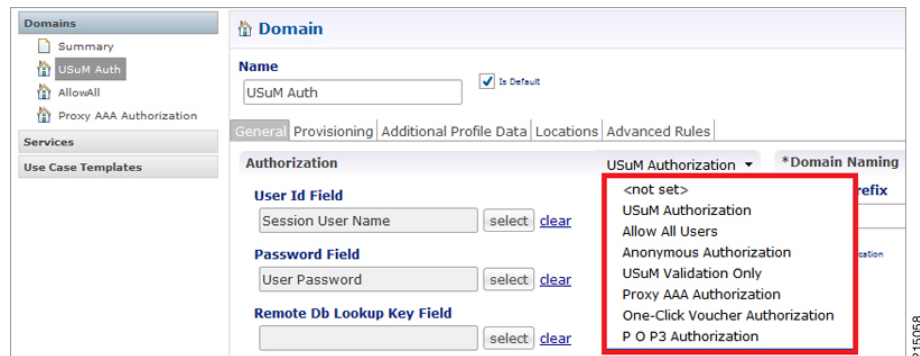 Domains
Summary
USuM Auth
AllowAll
Proxy AAA Authorization
Services
Use Case Templates
Domain
Name
USuM Auth
Is Default
General Provisioning Additional Profile Data Locations Advanced Rules
Authorization
USuM Authorization
*Domain Naming
User Id Field
Session User Name select clear
Password Field
User Password select clear
Remote Db Lookup Key Field
select clear
<not set>
USuM Authorization
Allow All Users
Anonymous Authorization
USuM Validation Only
Proxy AAA Authorization
One-Click Voucher Authorization
P O P3 Authorization
refix